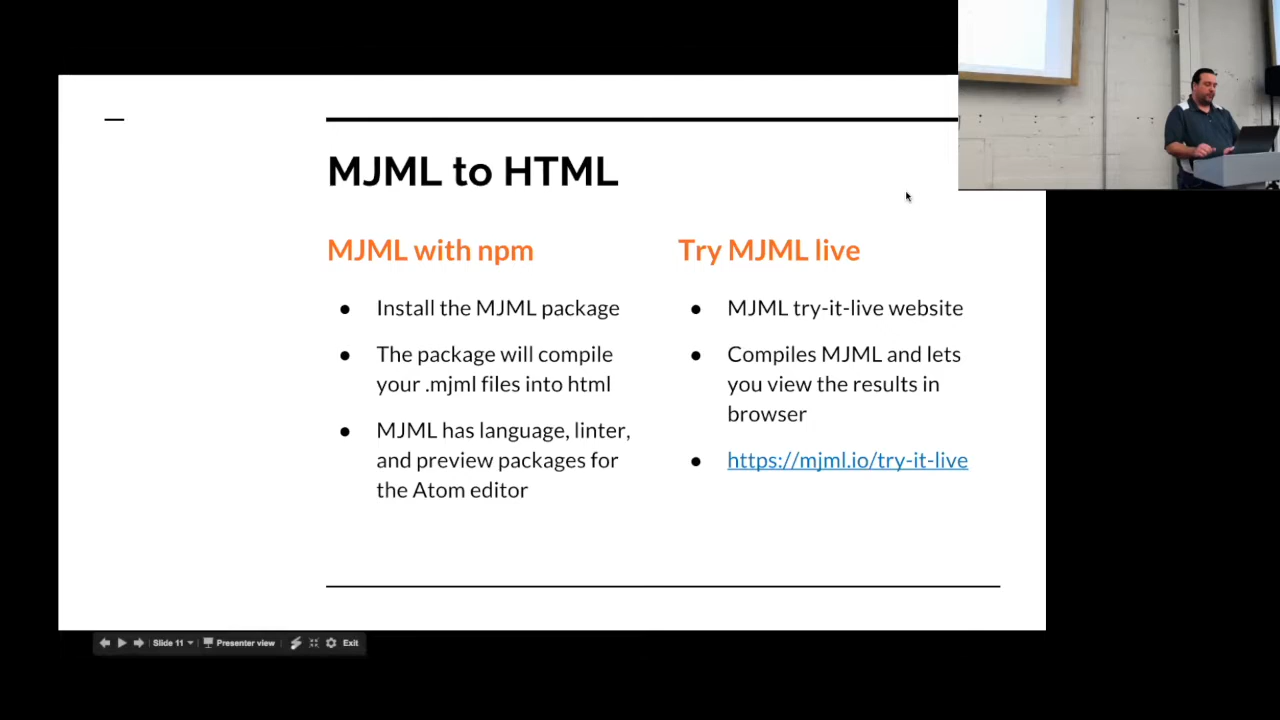 MJML to HTML
MJML with npm
● Install the MJML package
● The package will compile
your .mjml files into html
● MJML has language, linter,
and preview packages for
the Atom editor
Try MJML live
● MJML try-it-live website
● Compiles MJML and lets
you view the results in
browser
● https://mjml.io/try-it-live
Slide 11 Presenter view Exit